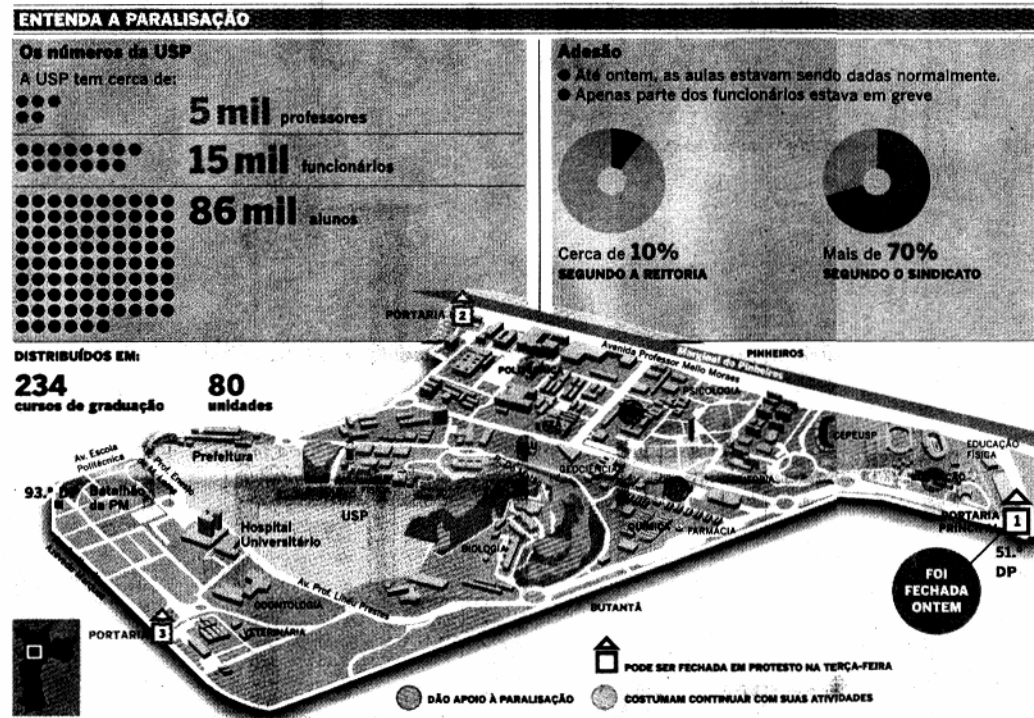 ENTENDA A PARALISAÇÃO
Os números da USP
A USP tem cerca de:
5 mil professores
15 mil funcionários
86 mil alunos
DISTRIBUÍDOS EM:
234
cursos de graduação
80
unidades
Adesão
● Até ontem, as aulas estavam sendo dadas normalmente.
● Apenas parte dos funcionários estava em greve
Cerca de 10%
SEGUNDO A REITORIA
Mais de 70%
SEGUNDO O SINDICATO
PORTARIA 2
Marginal do Pinheiros
PINHEIROS
Avenida Professor Mello Moraes
PSICOLOGIA
CEPEUSP
EDUCAÇÃO
FÍSICA
Av. Escola
Politécnica
Prefeitura
93.º
Batalhão
da PM
USP
Hospital
Universitário
BIOLOGIA
QUÍMICA
FARMÁCIA
PORTARIA
1
51.º
DP
FOI
FECHADA
ONTEM
Av. Prof. Lineu Prestes
ODONTOLOGIA
VETERINÁRIA
BUTANTÃ
PORTARIA 3
PODE SER FECHADA EM PROTESTO NA TERÇA-FEIRA
DÃO APOIO À PARALISAÇÃO
COSTUMAM CONTINUAR COM SUAS ATIVIDADES